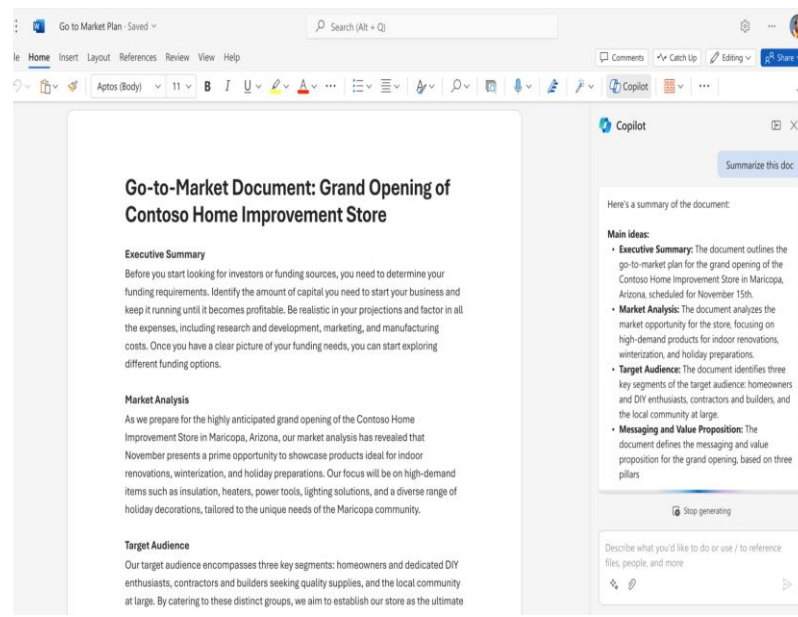 Go to Market Plan · Saved
Search (Alt + Q)
le Home Insert Layout References Review View Help
Comments Catch Up Editing Share
Aptos (Body) 11 B I U A Copilot
Copilot
Summarize this doc
Go-to-Market Document: Grand Opening of
Contoso Home Improvement Store
Executive Summary
Before you start looking for investors or funding sources, you need to determine your
funding requirements. Identify the amount of capital you need to start your business and
keep it running until it becomes profitable. Be realistic in your projections and factor in all
the expenses, including research and development, marketing, and manufacturing
costs. Once you have a clear picture of your funding needs, you can start exploring
different funding options.
Market Analysis
As we prepare for the highly anticipated grand opening of the Contoso Home
Improvement Store in Maricopa, Arizona, our market analysis has revealed that
November presents a prime opportunity to showcase products ideal for indoor
renovations, winterization, and holiday preparations. Our focus will be on high-demand
items such as insulation, heaters, power tools, lighting solutions, and a diverse range of
holiday decorations, tailored to the unique needs of the Maricopa community.
Target Audience
Our target audience encompasses three key segments: homeowners and dedicated DIY
enthusiasts, contractors and builders seeking quality supplies, and the local community
at large. By catering to these distinct groups, we aim to establish our store as the ultimate
Here's a summary of the document:
Main ideas:
• Executive Summary: The document outlines the
go-to-market plan for the grand opening of the
Contoso Home Improvement Store in Maricopa,
Arizona, scheduled for November 15th.
• Market Analysis: The document analyzes the
market opportunity for the store, focusing on
high-demand products for indoor renovations,
winterization, and holiday preparations.
• Target Audience: The document identifies three
key segments of the target audience: homeowners
and DIY enthusiasts, contractors and builders, and
the local community at large.
• Messaging and Value Proposition: The
document defines the messaging and value
proposition for the grand opening, based on three
pillars
Stop generating
Describe what you'd like to do or use / to reference
files, people, and more